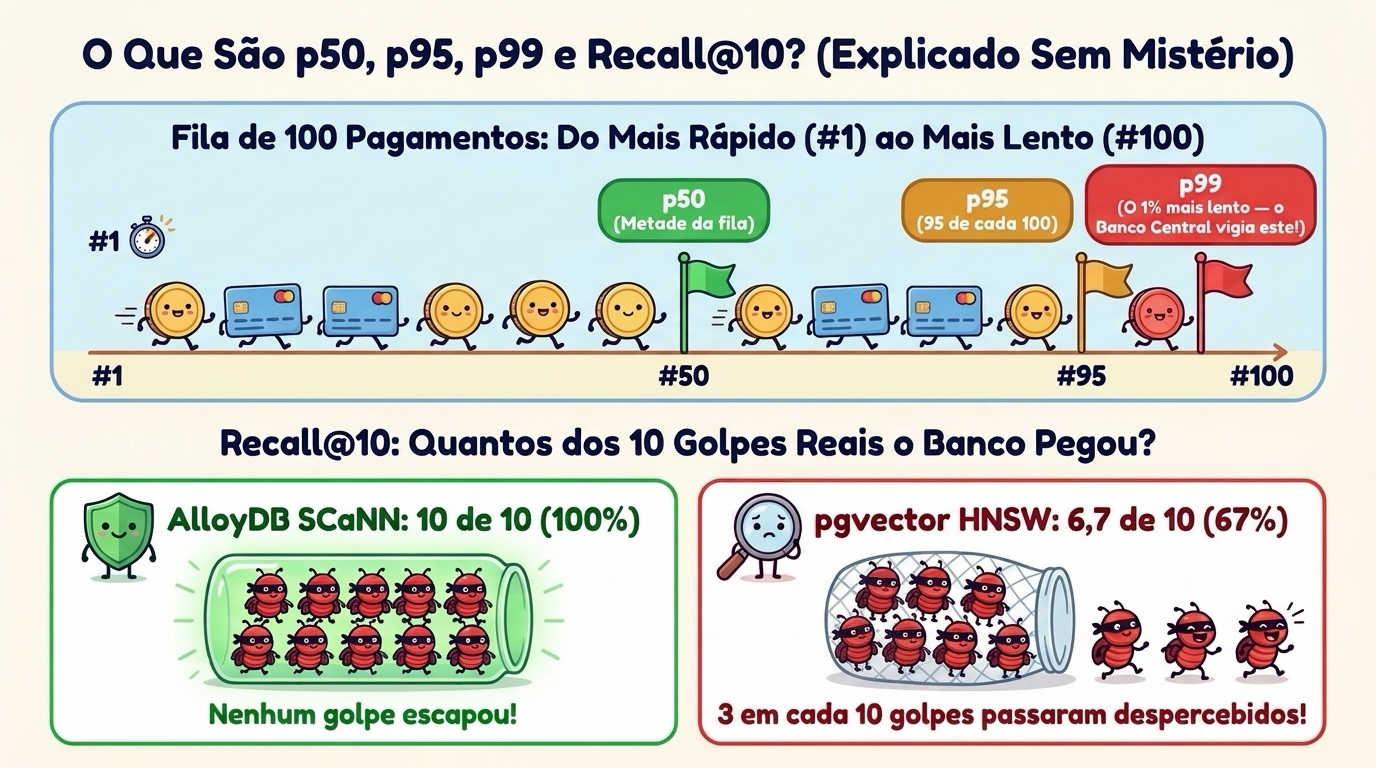 O Que São p50, p95, p99 e Recall@10? (Explicado Sem Mistério)
Fila de 100 Pagamentos: Do Mais Rápido (#1) ao Mais Lento (#100)
#1
p50
(Metade da fila)
p95
(95 de cada 100)
p99
(O 1% mais lento — o
Banco Central vigia este!)
#1
#50
#95
#100
Recall@10: Quantos dos 10 Golpes Reais o Banco Pegou?
AlloyDB SCaNN: 10 de 10 (100%)
Nenhum golpe escapou!
pgvector HNSW: 6,7 de 10 (67%)
3 em cada 10 golpes passaram despercebidos!